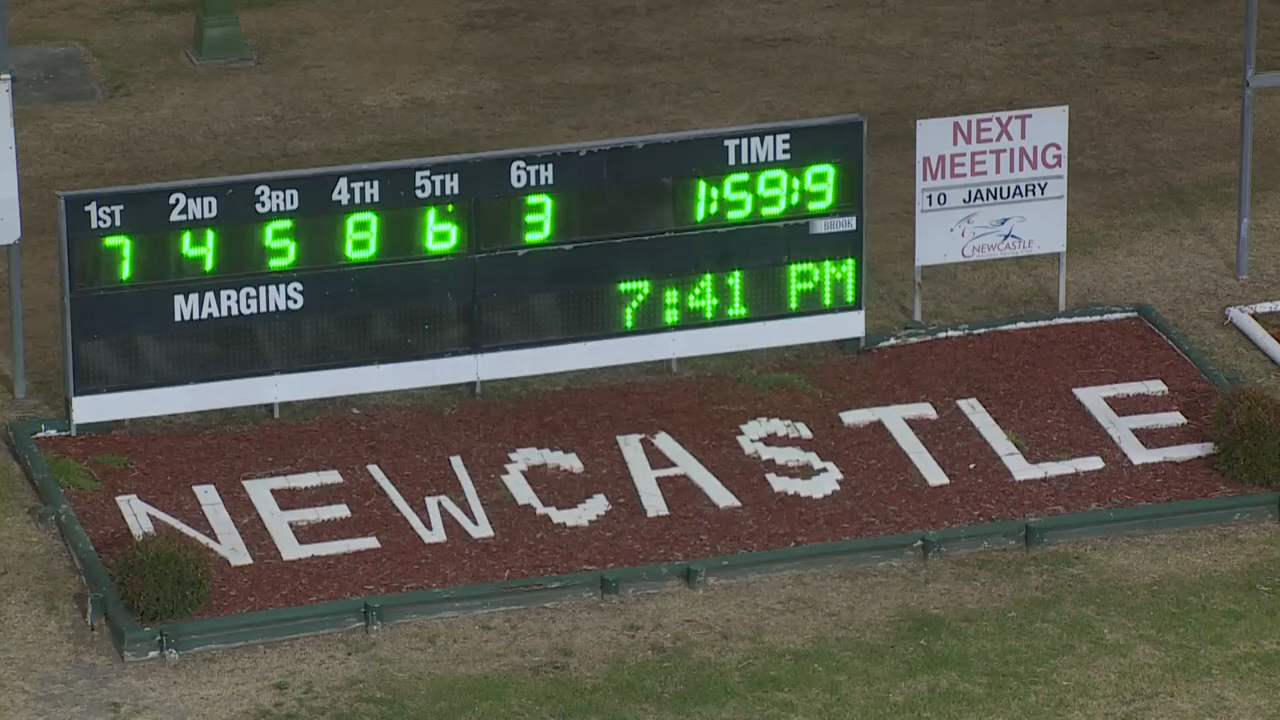 1ST 2ND 3RD 4TH 5TH 6TH TIME
7 4 5 8 6 3 1:59:9
BROOK
MARGINS
7:41 PM
NEXT
MEETING
10 JANUARY
NEWCASTLE
NEWCASTLE